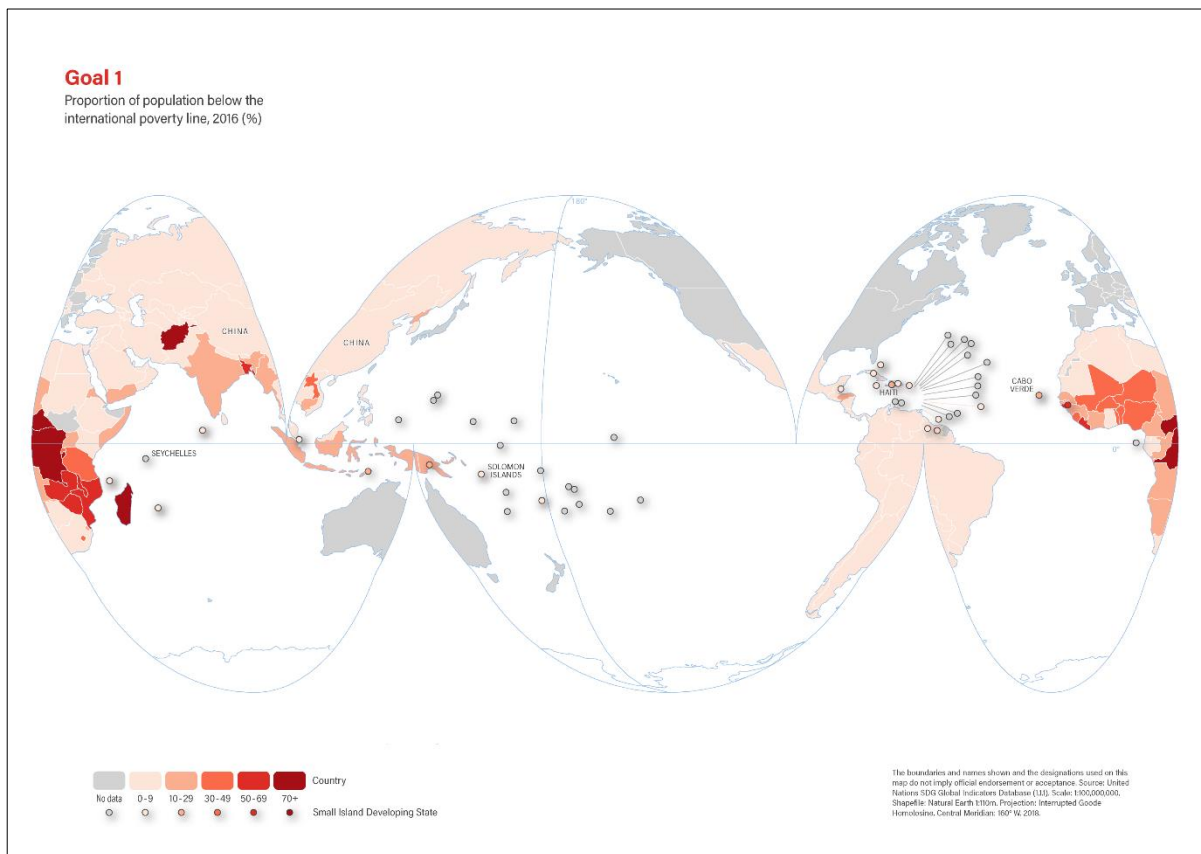 Goal 1
Proportion of population below the
international poverty line, 2016 (%)
180°
CHINA
CHINA
HAITI
CABO
VERDE
SEYCHELLES
SOLOMON
ISLANDS
0°
Country
No data 0-9 10-29 30-49 50-69 70+
Small Island Developing State
The boundaries and names shown and the designations used on this
map do not imply official endorsement or acceptance. Source: United
Nations SDG Global Indicators Database (1.1.1). Scale: 1:100,000,000.
Shapefile: Natural Earth 1:110m. Projection: Interrupted Goode
Homolosine. Central Meridian: 160° W. 2018.